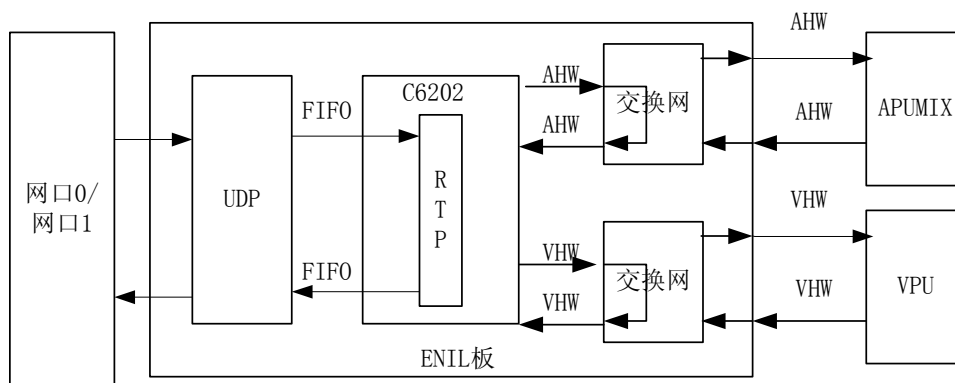 网口0/
网口1
UDP
FIFO
FIFO
C6202
R
T
P
AHW
AHW
VHW
VHW
交换网
交换网
ENIL板
AHW
AHW
VHW
VHW
APUMIX
VPU